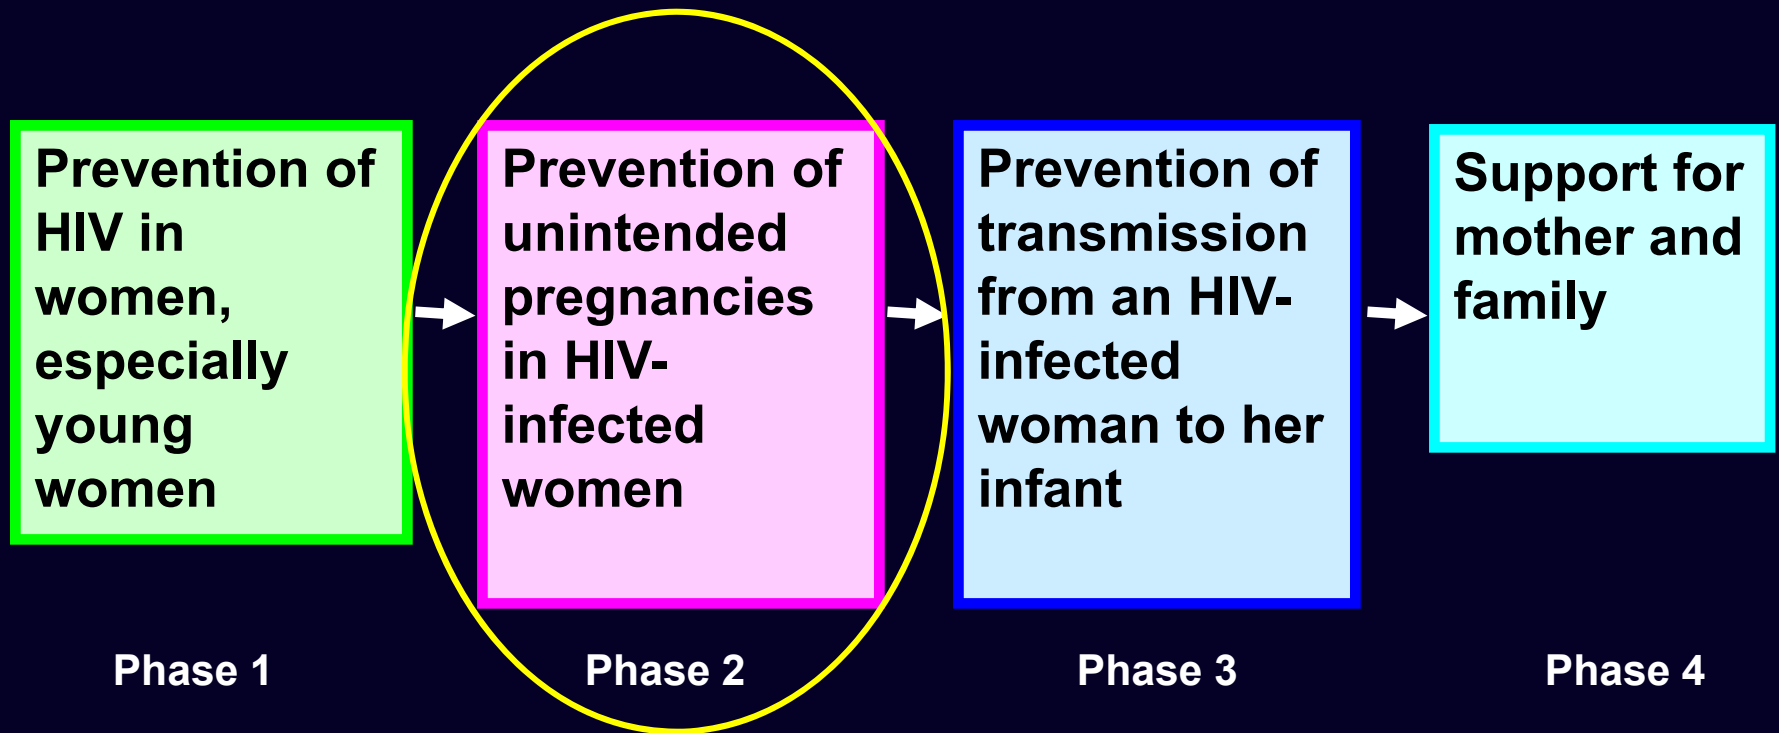 Prevention of
HIV in
women,
especially
young
women
Prevention of
unintended
pregnancies
in HIV-
infected
women
Prevention of
transmission
from an HIV-
infected
woman to her
infant
Support for
mother and
family
Phase 1
Phase 2
Phase 3
Phase 4